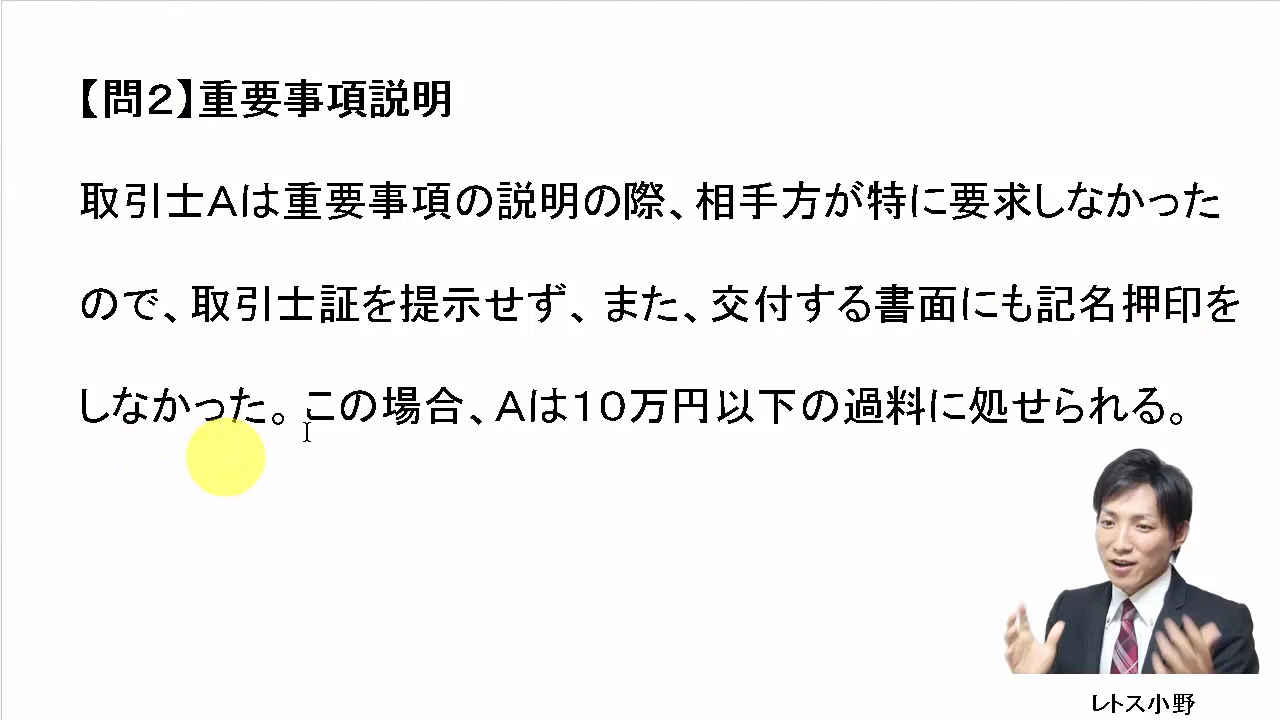 【問２】重要事項説明
取引士Ａは重要事項の説明の際、相手方が特に要求しなかった
ので、取引士証を提示せず、また、交付する書面にも記名押印を
しなかった。この場合、Ａは１０万円以下の過料に処せられる。
レトス小野